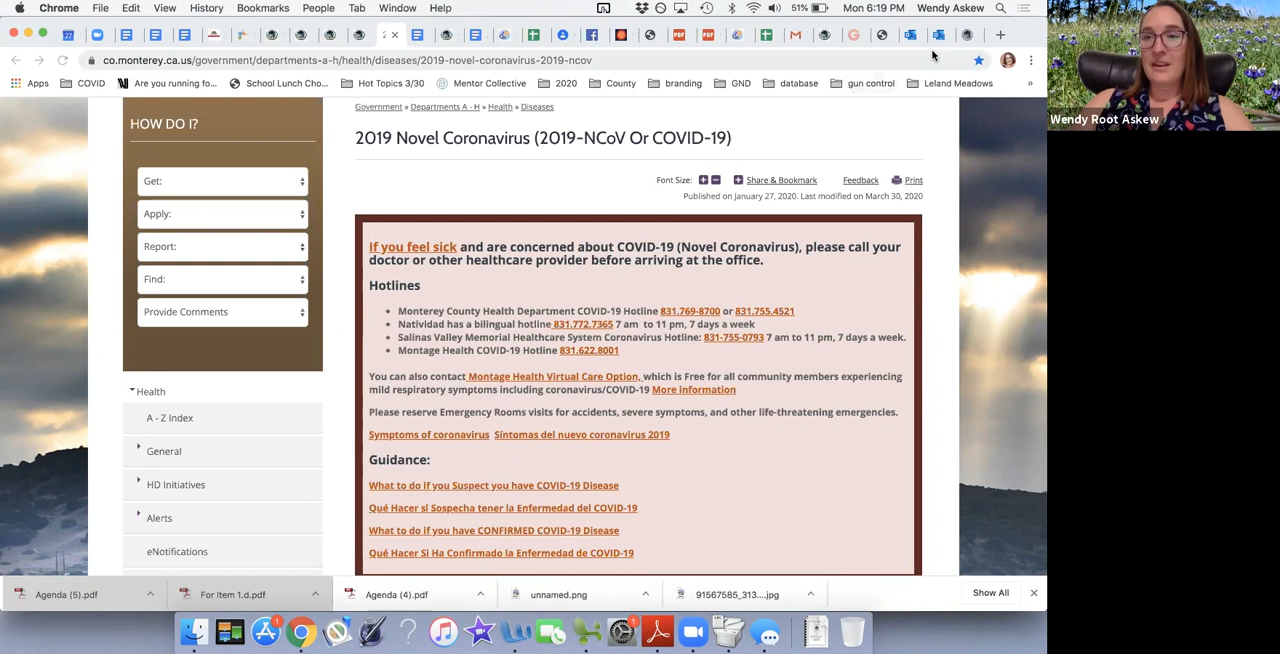 Chrome File Edit View History Bookmarks People Tab Window Help 51% Mon 6:19 PM Wendy Askew
co.monterey.ca.us/government/departments-a-h/health/diseases/2019-novel-coronavirus-2019-ncov
Apps COVID Are you running fo... School Lunch Cho... Hot Topics 3/30 Mentor Collective 2020 County branding GND database gun control Leland Meadows »
Wendy Root Askew
HOW DO I?
Get:
Apply:
Report:
Find:
Provide Comments
Health
A - Z Index
General
HD Initiatives
Alerts
eNotifications
Government » Departments A - H » Health » Diseases
2019 Novel Coronavirus (2019-NCoV Or COVID-19)
Font Size: Share & Bookmark Feedback Print
Published on January 27, 2020. Last modified on March 30, 2020
If you feel sick and are concerned about COVID-19 (Novel Coronavirus), please call your
doctor or other healthcare provider before arriving at the office.
Hotlines
• Monterey County Health Department COVID-19 Hotline 831.769-8700 or 831.755.4521
• Natividad has a bilingual hotline 831.772.7365 7 am to 11 pm, 7 days a week
• Salinas Valley Memorial Healthcare System Coronavirus Hotline: 831-755-0793 7 am to 11 pm, 7 days a week.
• Montage Health COVID-19 Hotline 831.622.8001
You can also contact Montage Health Virtual Care Option, which is Free for all community members experiencing
mild respiratory symptoms including coronavirus/COVID-19 More information
Please reserve Emergency Rooms visits for accidents, severe symptoms, and other life-threatening emergencies.
Symptoms of coronavirus Síntomas del nuevo coronavirus 2019
Guidance:
What to do if you Suspect you have COVID-19 Disease
Qué Hacer si Sospecha tener la Enfermedad del COVID-19
What to do if you have CONFIRMED COVID-19 Disease
Qué Hacer Si Ha Confirmado la Enfermedad de COVID-19
Agenda (5).pdf For Item 1.d.pdf Agenda (4).pdf unnamed.png 91567585_313....jpg Show All